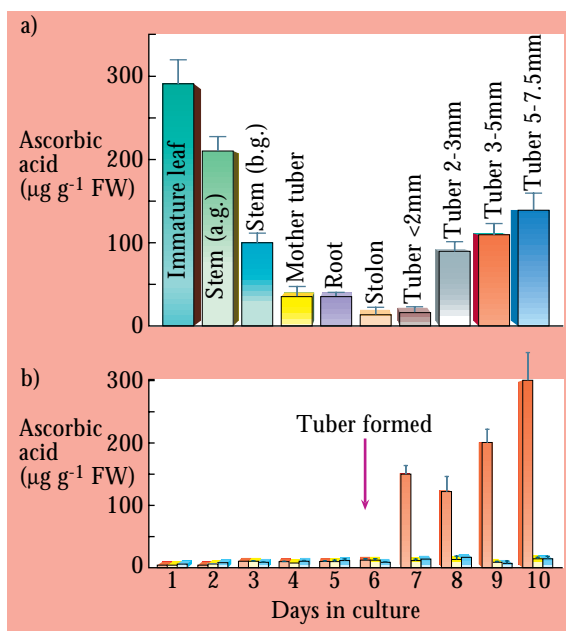 a)
300
200
100
0
Ascorbic
acid
(μg g-1 FW)
Immature leaf
Stem (a.g.)
Stem (b.g.)
Mother tuber
Root
Stolon
Tuber <2mm
Tuber 2-3mm
Tuber 3-5mm
Tuber 5-7.5mm
b)
300
200
100
0
Ascorbic
acid
(μg g-1 FW)
Tuber formed
1 2 3 4 5 6 7 8 9 10
Days in culture